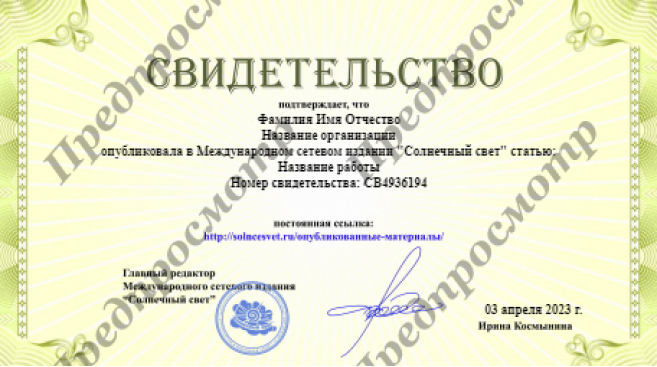 СВИДЕТЕЛЬСТВО
подтверждает, что
Фамилия Имя Отчество
Название организации
опубликовала в Международном сетевом издании "Солнечный свет" статью:
Название работы
Номер свидетельства: СВ4936194
постоянная ссылка:
http://solncesvet.ru/опубликованные-материалы/
Главный редактор
Международного сетевого издания
"Солнечный свет"
03 апреля 2023 г.
Ирина Космынина
Предпросмотр
Предпросмотр
Предпросмотр